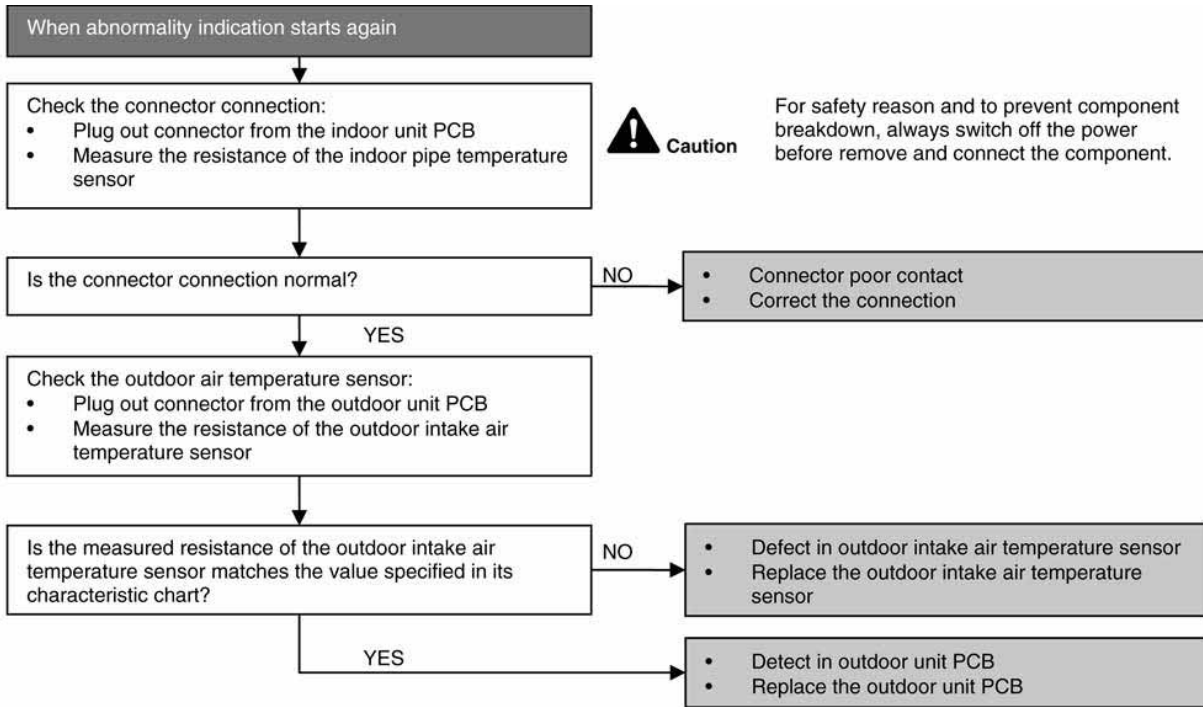 When abnormality indication starts again
Check the connector connection:
• Plug out connector from the indoor unit PCB
• Measure the resistance of the indoor pipe temperature
sensor
Caution
For safety reason and to prevent component
breakdown, always switch off the power
before remove and connect the component.
Is the connector connection normal?
NO
• Connector poor contact
• Correct the connection
YES
Check the outdoor air temperature sensor:
• Plug out connector from the outdoor unit PCB
• Measure the resistance of the outdoor intake air
temperature sensor
Is the measured resistance of the outdoor intake air
temperature sensor matches the value specified in its
characteristic chart?
NO
• Defect in outdoor intake air temperature sensor
• Replace the outdoor intake air temperature
sensor
YES
• Detect in outdoor unit PCB
• Replace the outdoor unit PCB